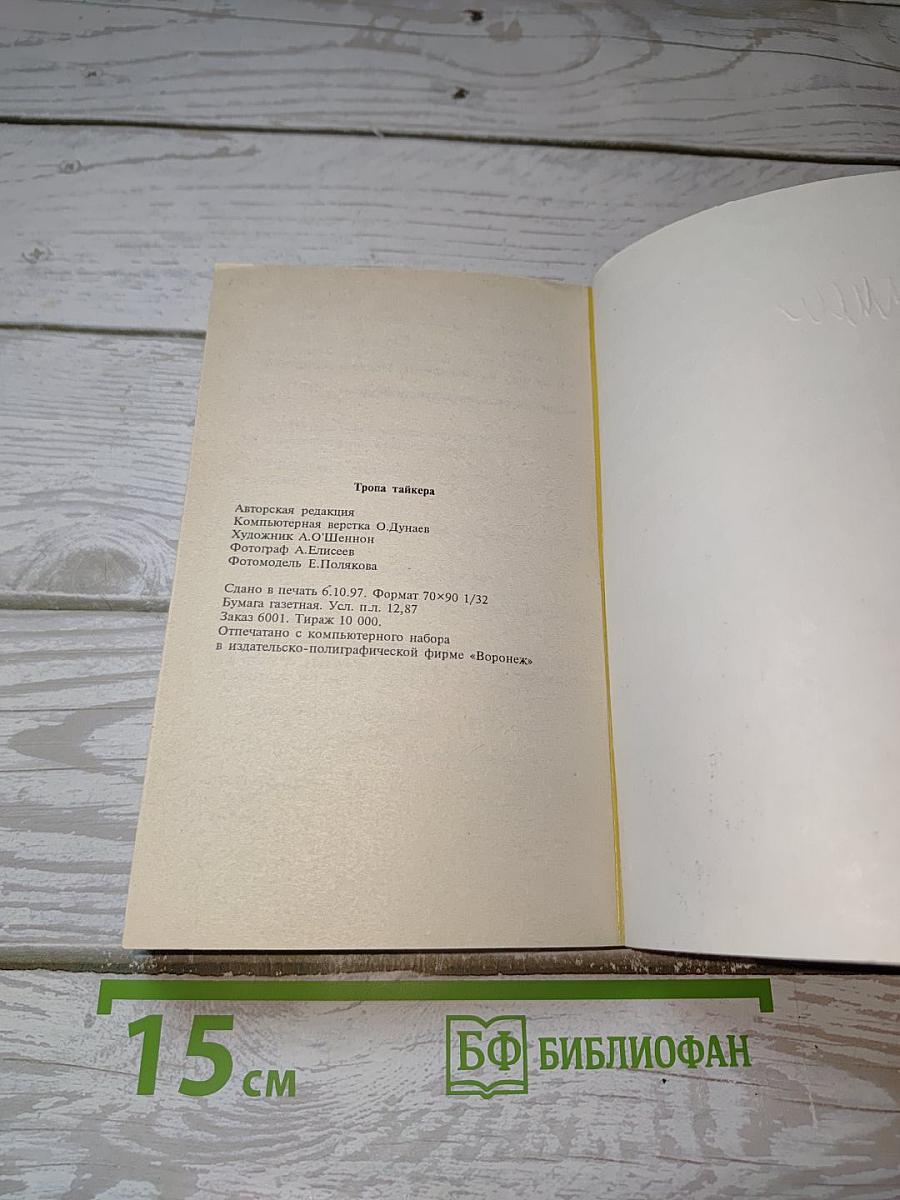 Тропа тайкера
Авторская редакция
Компьютерная верстка О.Дунаев
Художник А.О'Шеннон
Фотограф А.Елисеев
Фотомодель Е.Полякова
Сдано в печать 6.10.97. Формат 70×90 1/32
Бумага газетная. Усл. п.л. 12,87
Заказ 6001. Тираж 10 000.
Отпечатано с компьютерного набора
в издательско-полиграфической фирме «Воронеж»
15 см
БФ БИБЛИОФАН